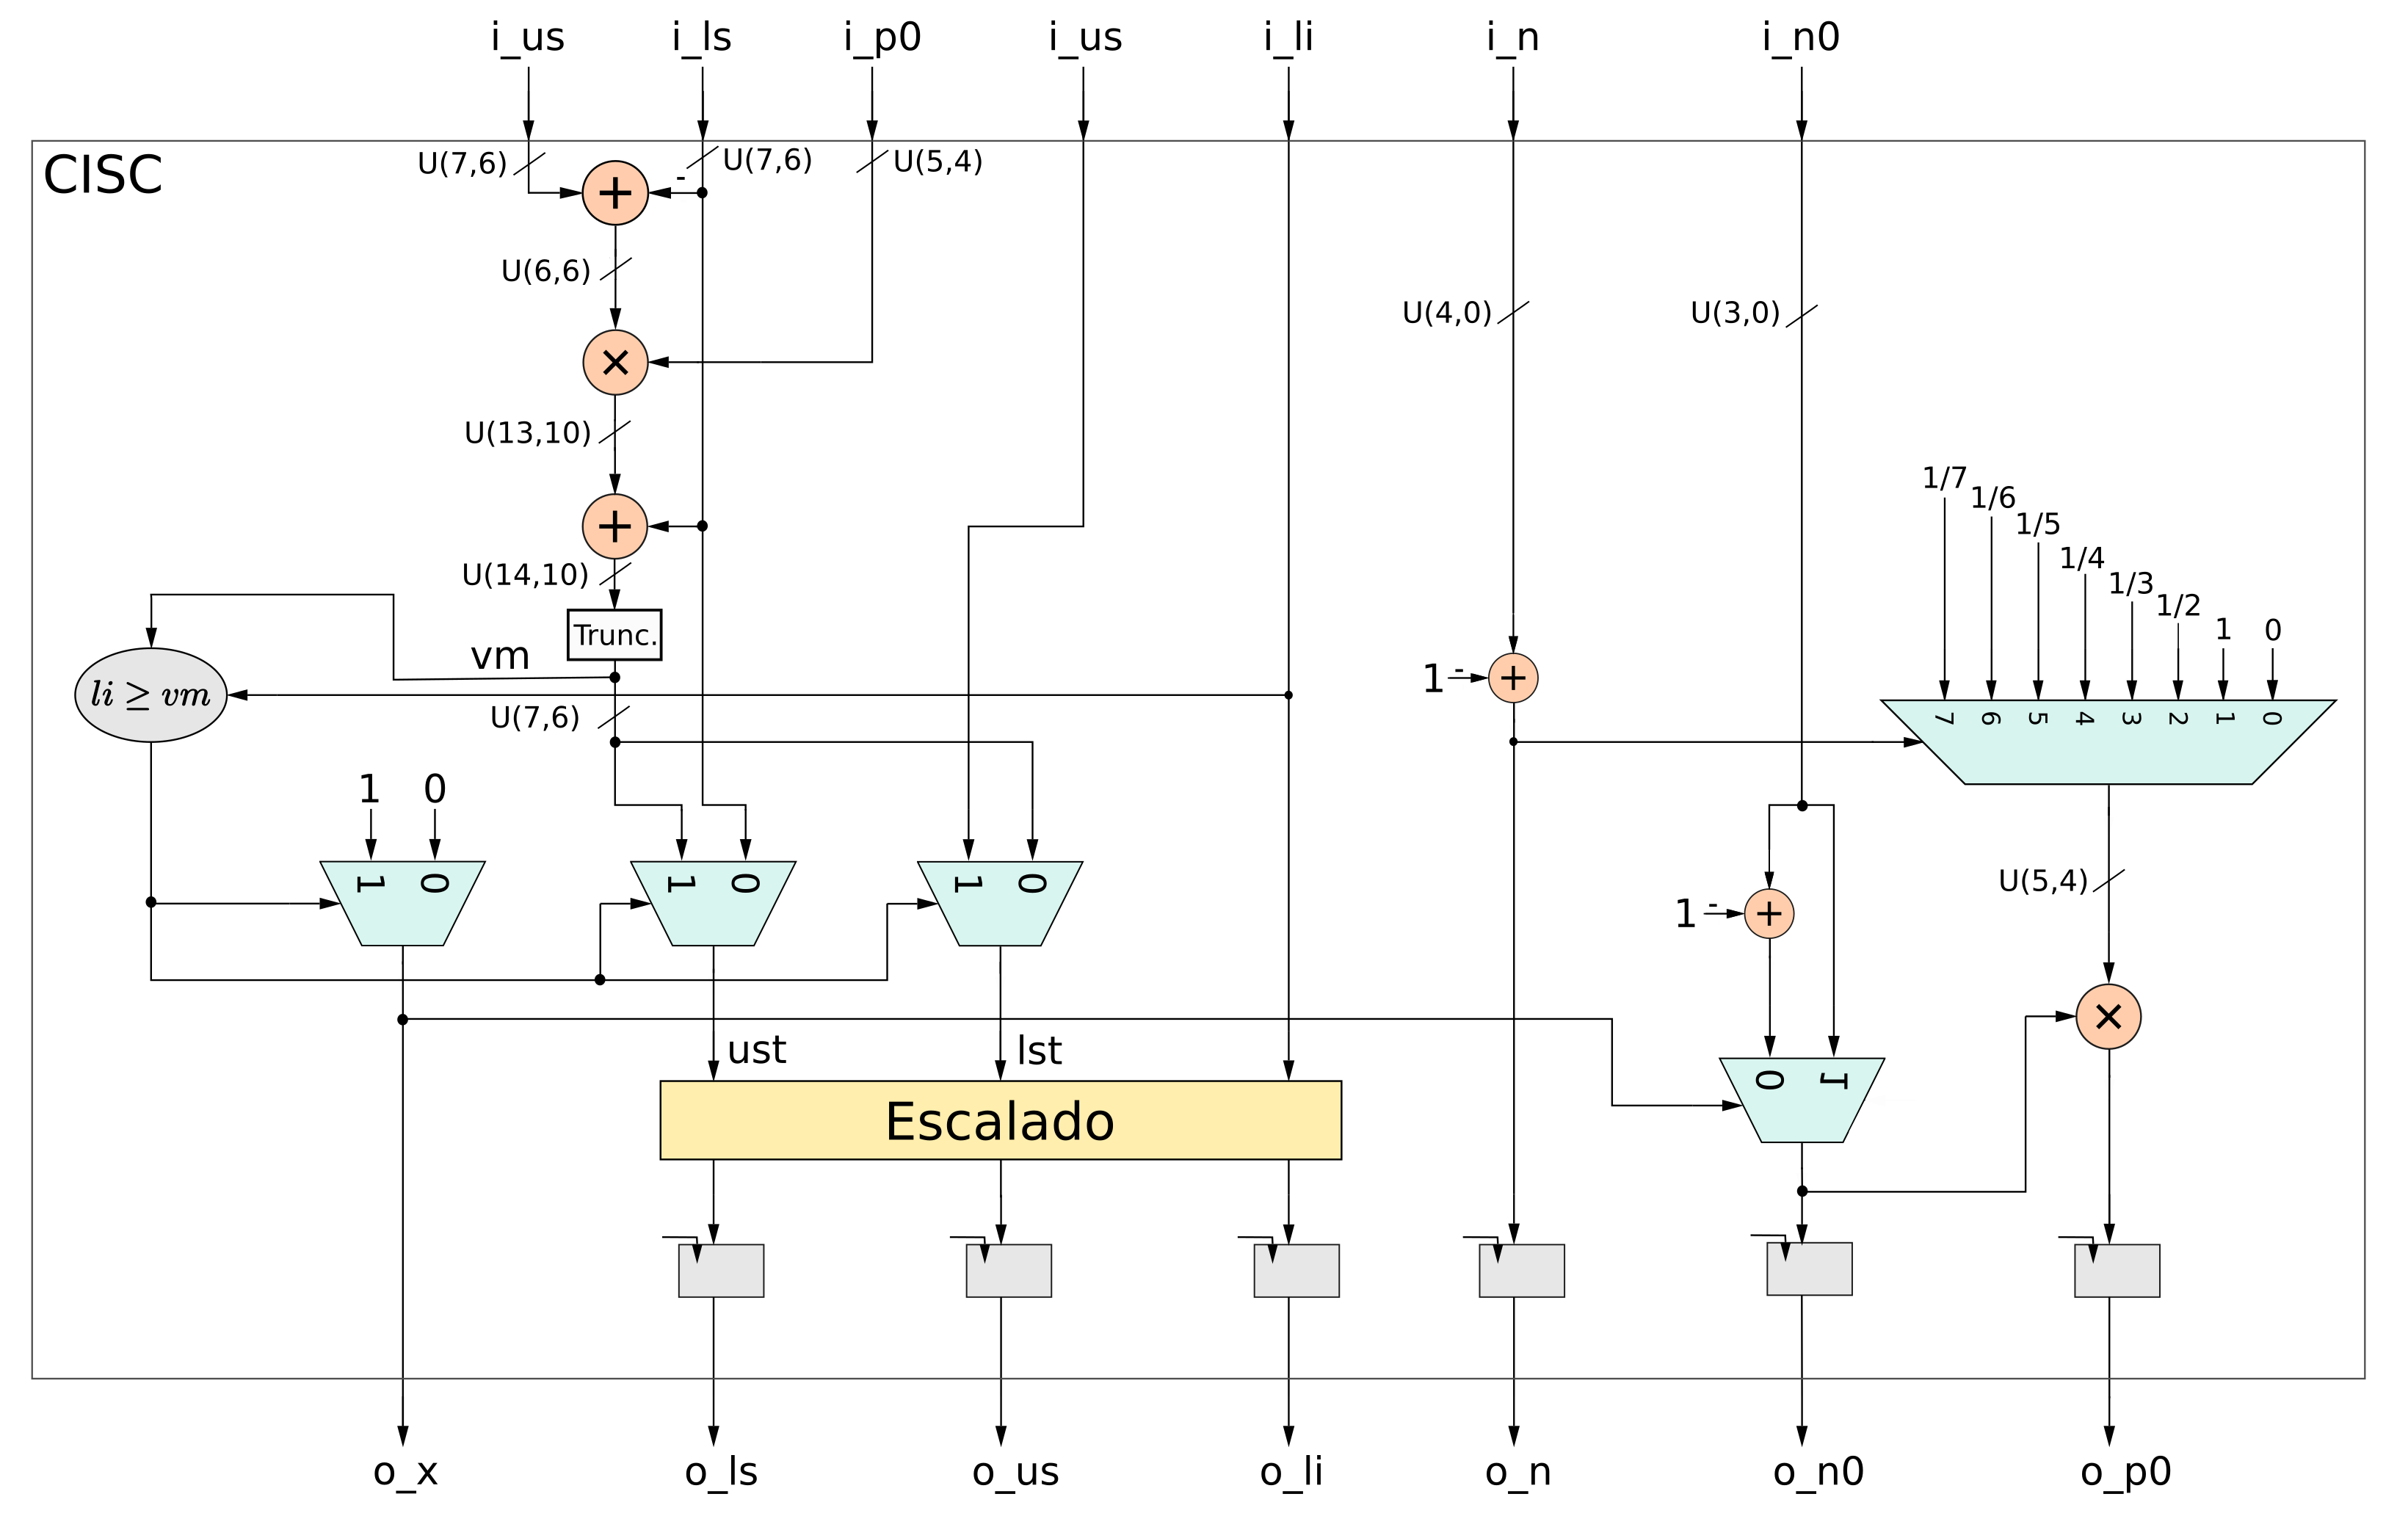 i_us i_ls i_p0 i_us i_li i_n i_n0
CISC
U(7,6) U(7,6) U(5,4)
+ -
U(6,6)
U(4,0) U(3,0)
×
U(13,10)
+
U(14,10)
1/7
1/6
1/5
1/4
1/3
1/2
1
0
Trunc.
vm
li ≥ vm
1 - +
U(7,6)
7 6 5 4 3 2 1 0
1 0
1 0 1 0 1 0
U(5,4)
1 - +
×
ust lst
0 1
Escalado
o_x o_ls o_us o_li o_n o_n0 o_p0